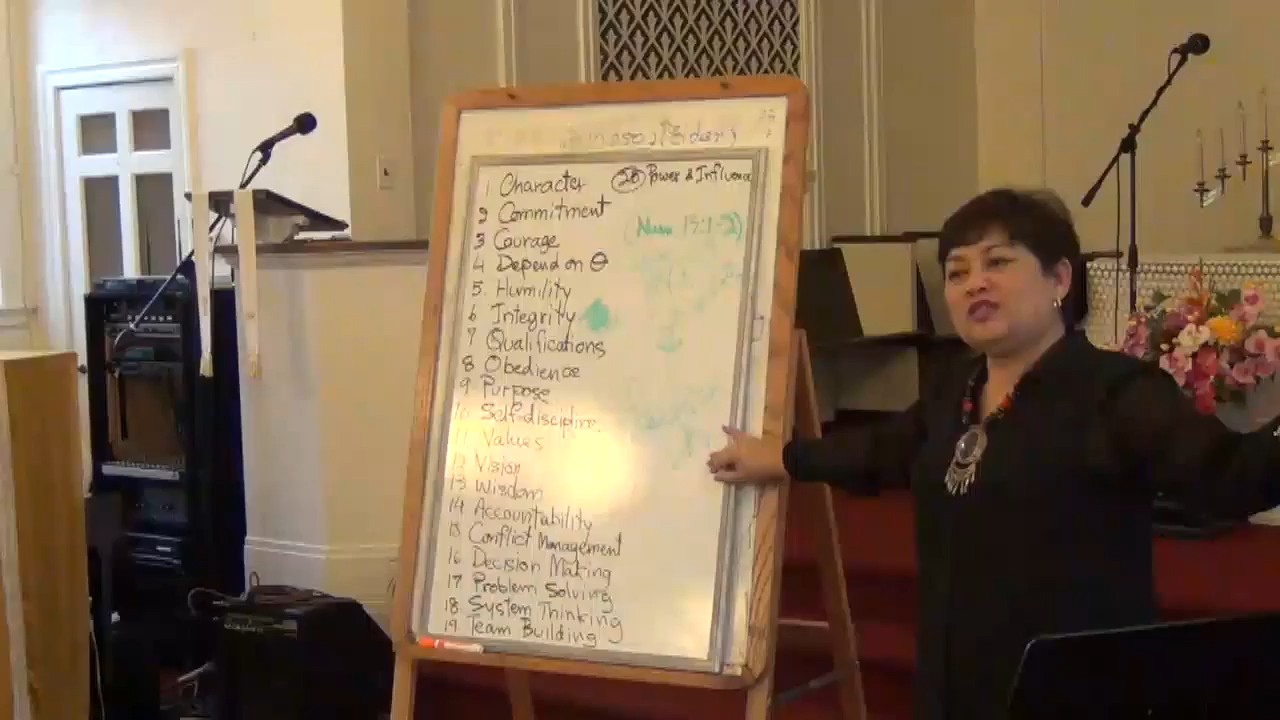 1 Character
2 Commitment
3 Courage
4 Depend on Θ
5. Humility
6 Integrity
7 Qualifications
8 Obedience
9 Purpose
10 Self-discipline
11 Values
12 Vision
13 Wisdom
14 Accountability
15 Conflict Management
16 Decision Making
17 Problem Solving
18 System Thinking
19 Team Building
20 Power & Influence